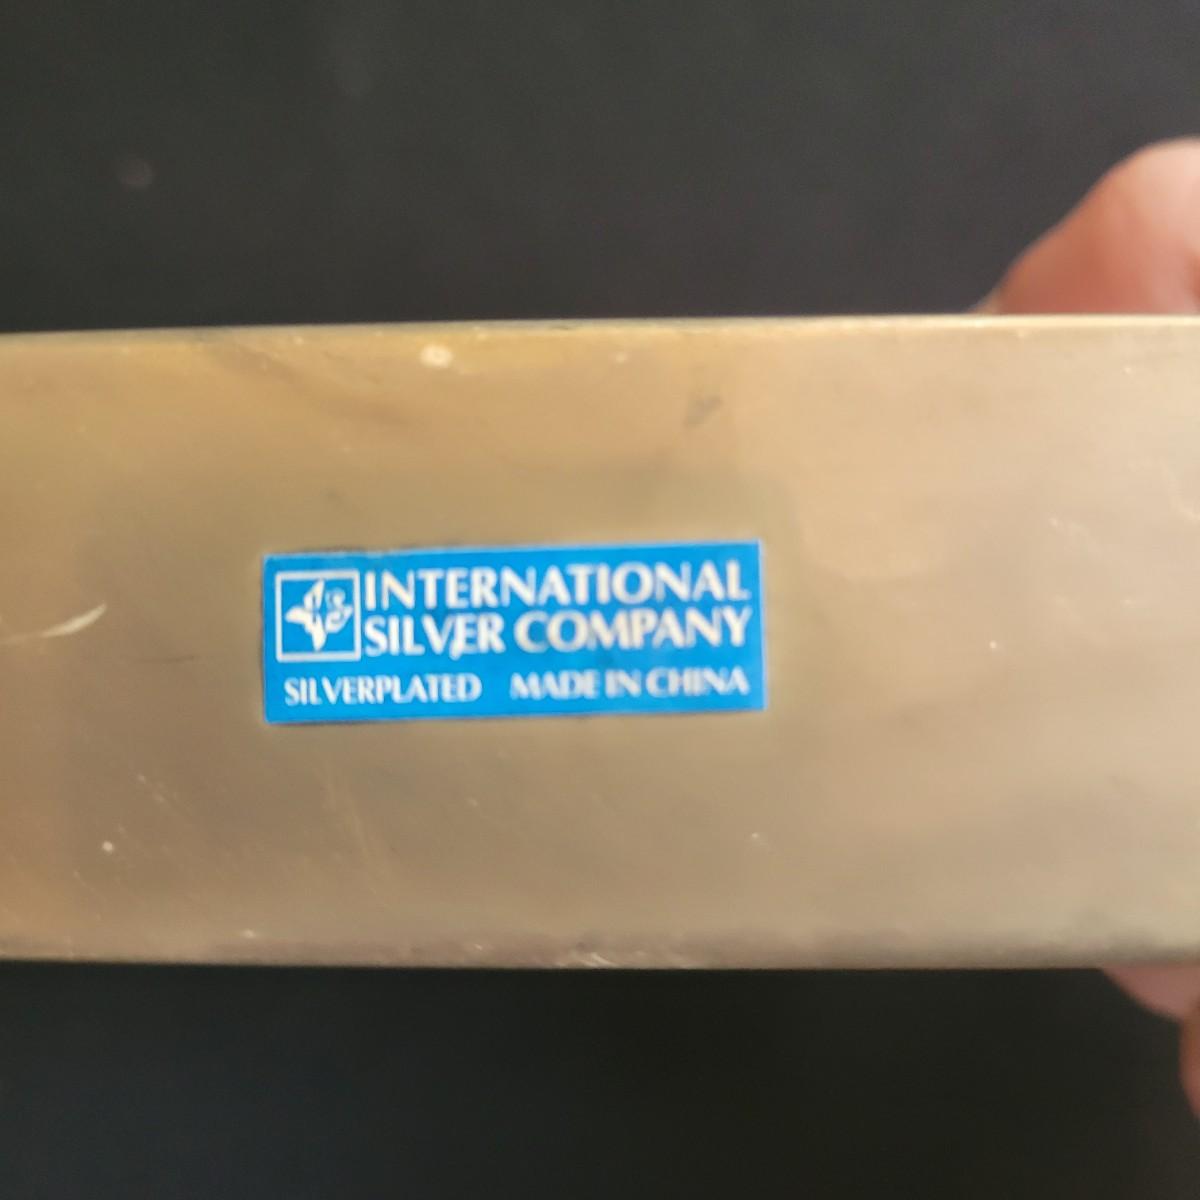 INTERNATIONAL
SILVER COMPANY
SILVERPLATED MADE IN CHINA